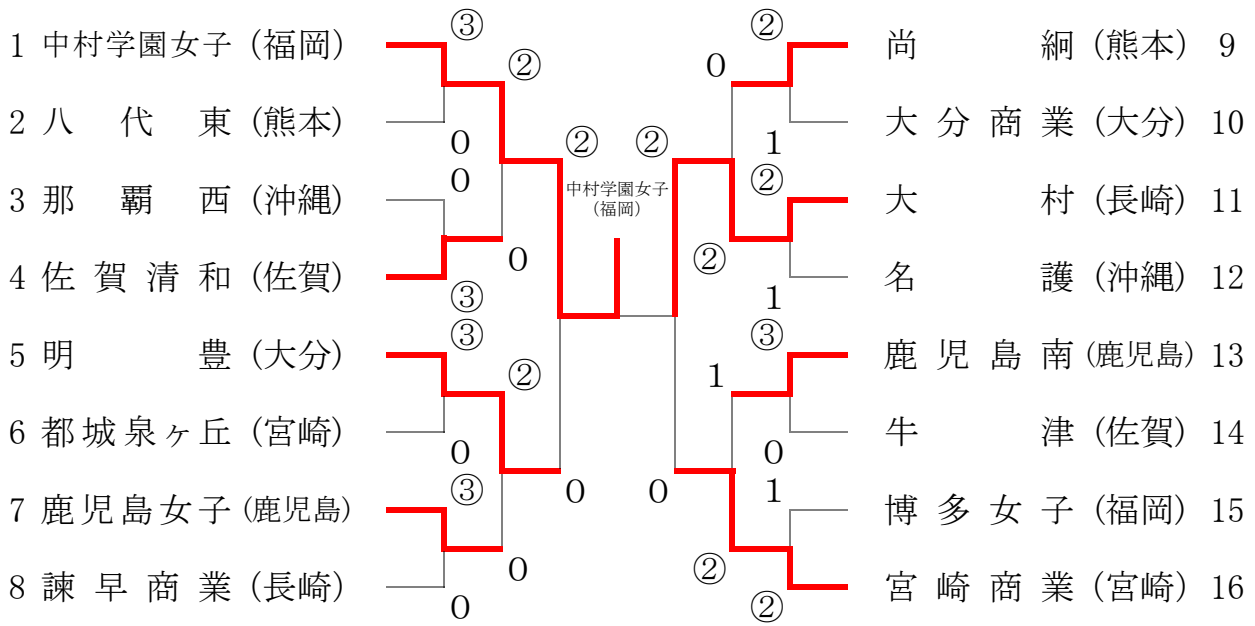 ③ ②
1 中村学園女子 (福岡) 尚 絅 (熊本) 9
② 0
2 八 代 東 (熊本) 大 分 商 業 (大分) 10
0 ② ② 1
0 中村学園女子 ②
3 那 覇 西 (沖縄) (福岡) 大 村 (長崎) 11
0 ②
4 佐 賀 清 和 (佐賀) 名 護 (沖縄) 12
③ 1
③ ③
5 明 豊 (大分) 鹿 児 島 南 (鹿児島) 13
② 1
6 都城泉ヶ丘 (宮崎) 牛 津 (佐賀) 14
0 0
③ 0 0 1
7 鹿児島女子 (鹿児島) 博 多 女 子 (福岡) 15
0 ②
8 諫 早 商 業 (長崎) 宮 崎 商 業 (宮崎) 16
0 ②